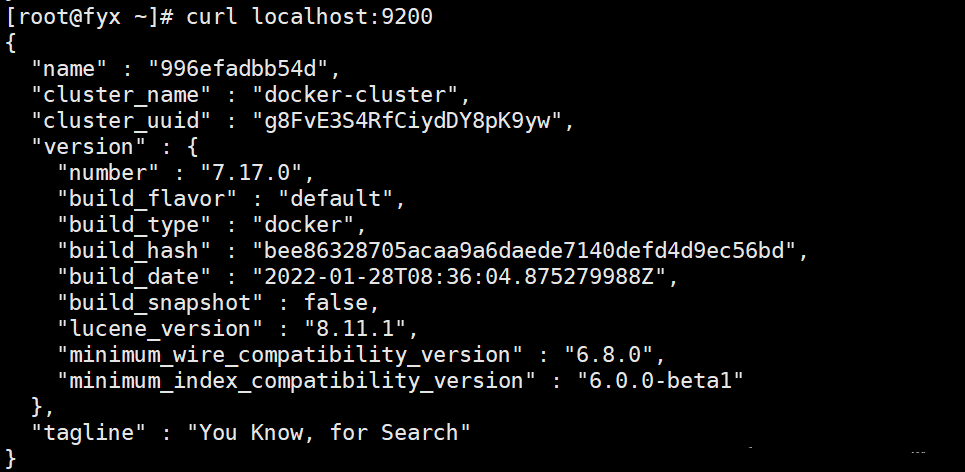 [root@fyx ~]# curl localhost:9200
{
  "name" : "996efadbb54d",
  "cluster_name" : "docker-cluster",
  "cluster_uuid" : "g8FvE3S4RfCiydDY8pK9yw",
  "version" : {
    "number" : "7.17.0",
    "build_flavor" : "default",
    "build_type" : "docker",
    "build_hash" : "bee86328705acaa9a6daede7140defd4d9ec56bd",
    "build_date" : "2022-01-28T08:36:04.875279988Z",
    "build_snapshot" : false,
    "lucene_version" : "8.11.1",
    "minimum_wire_compatibility_version" : "6.8.0",
    "minimum_index_compatibility_version" : "6.0.0-beta1"
  },
  "tagline" : "You Know, for Search"
}